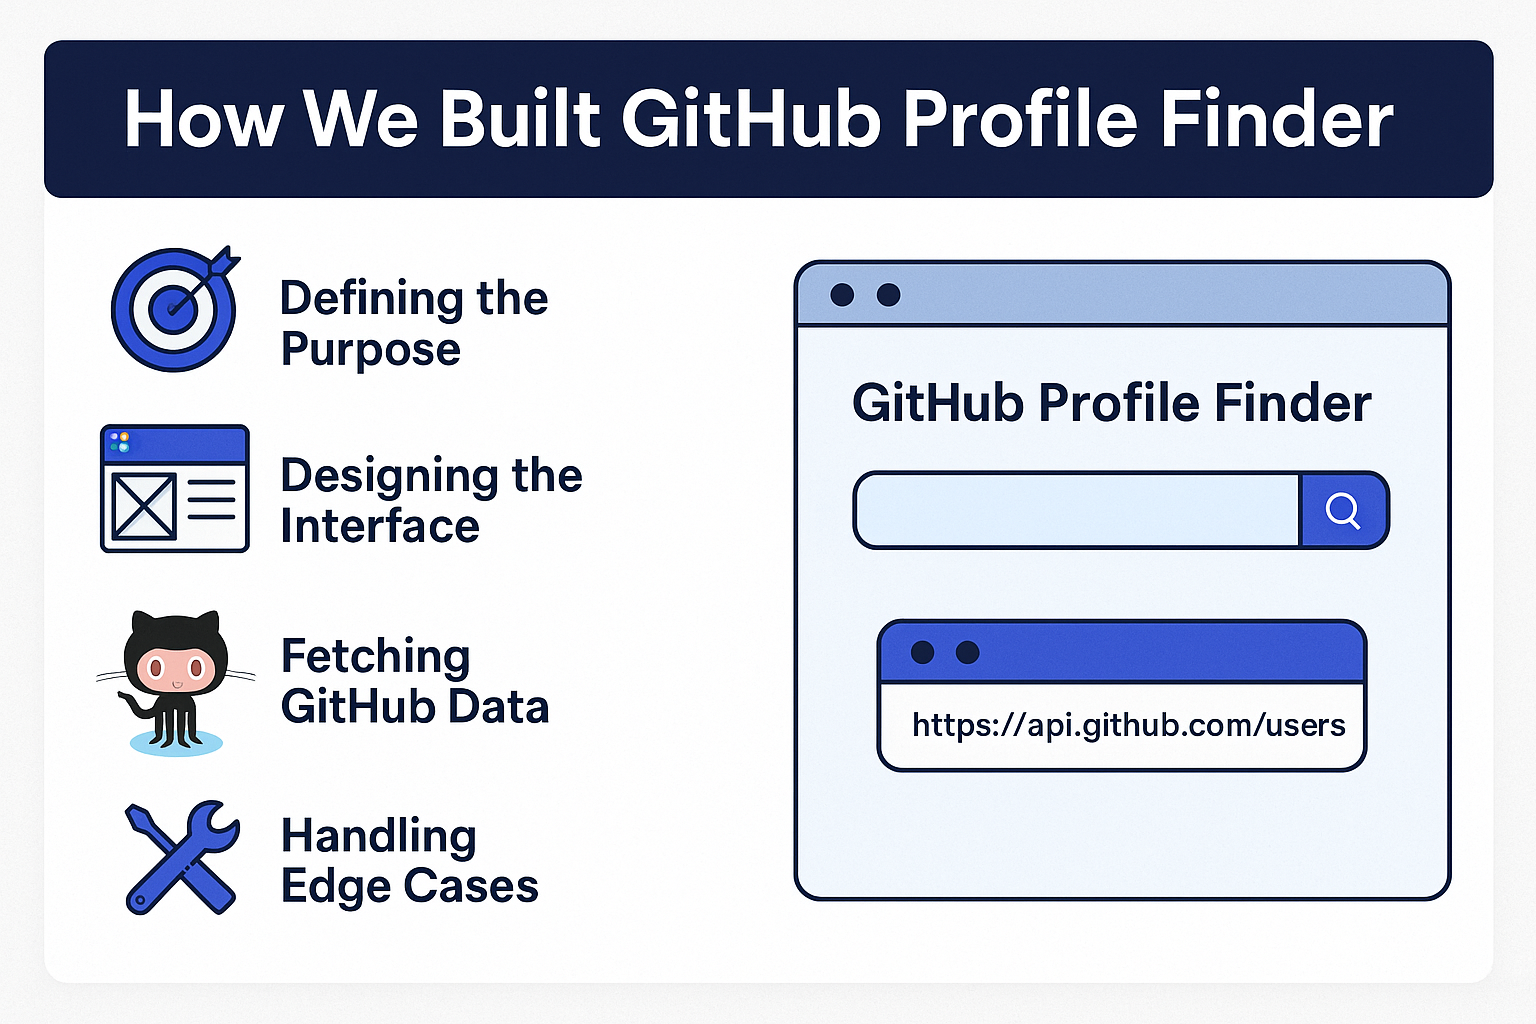 How We Built GitHub Profile Finder
Defining the
Purpose
Designing the
Interface
Fetching
GitHub Data
Handling
Edge Cases
GitHub Profile Finder
https://api.github.com/users